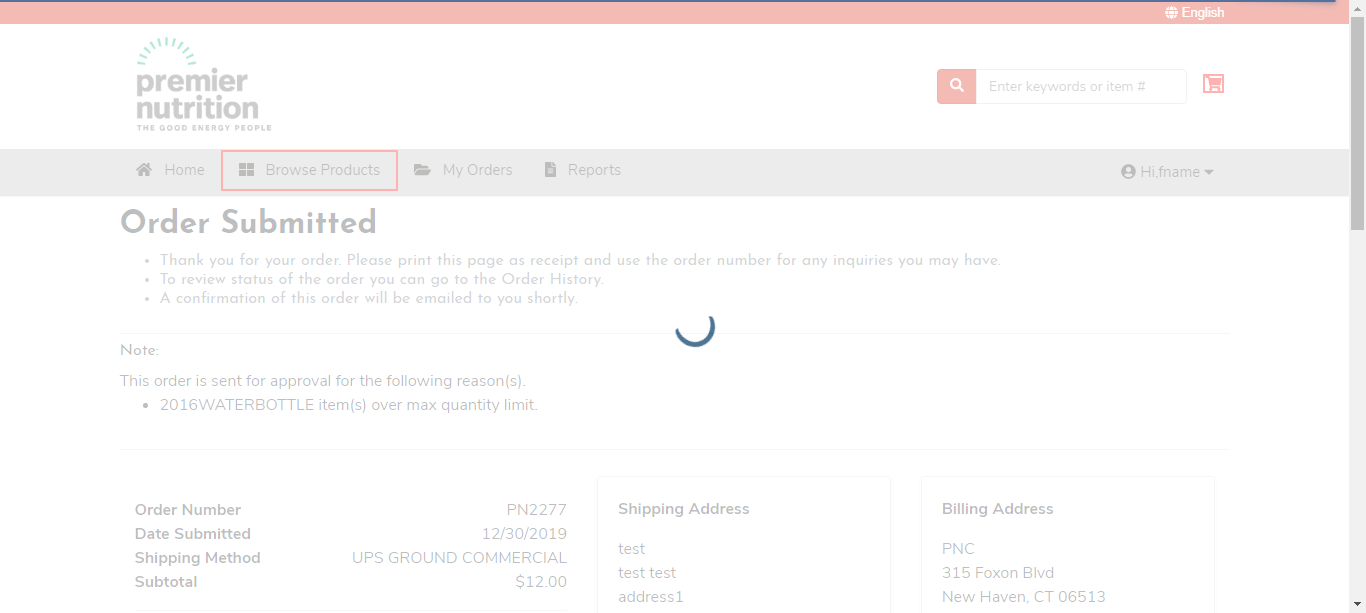 English
premier
nutrition
THE GOOD ENERGY PEOPLE
Enter keywords or item #
Home
Browse Products
My Orders
Reports
Hi,fname
Order Submitted
• Thank you for your order. Please print this page as receipt and use the order number for any inquiries you may have.
• To review status of the order you can go to the Order History.
• A confirmation of this order will be emailed to you shortly.
Note:
This order is sent for approval for the following reason(s).
• 2016WATERBOTTLE item(s) over max quantity limit.
Order Number PN2277
Date Submitted 12/30/2019
Shipping Method UPS GROUND COMMERCIAL
Subtotal $12.00
Shipping Address
test
test test
address1
Billing Address
PNC
315 Foxon Blvd
New Haven, CT 06513